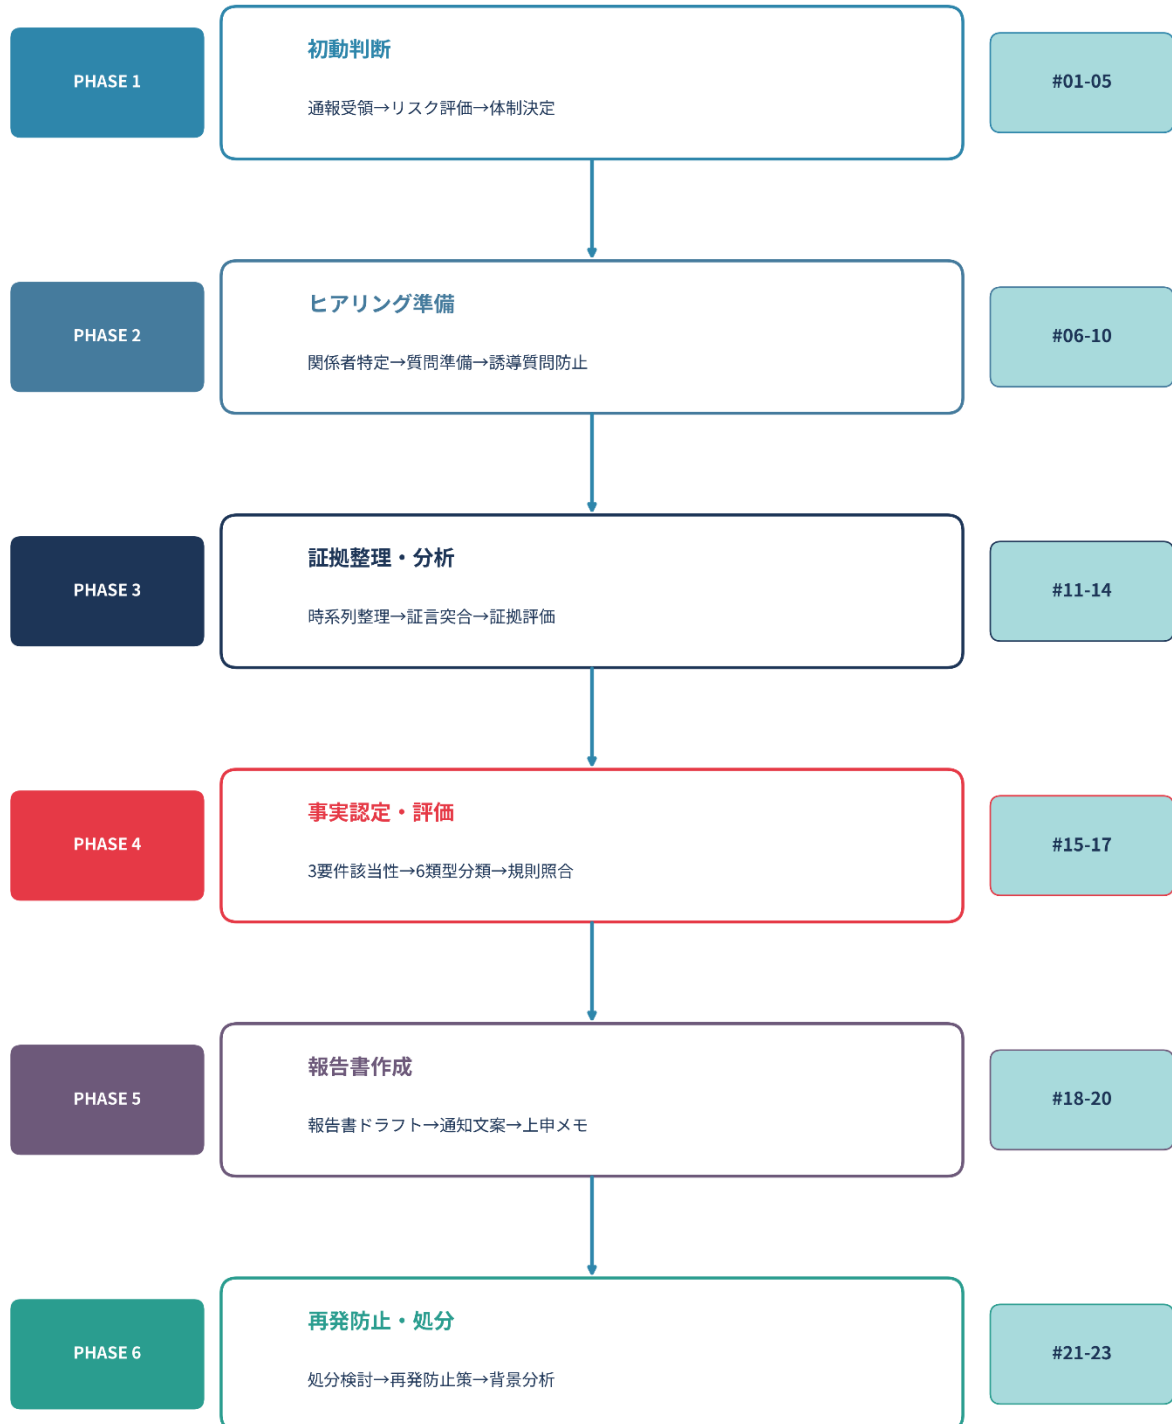 PHASE 1
初動判断
通報受領→リスク評価→体制決定
#01-05
PHASE 2
ヒアリング準備
関係者特定→質問準備→誘導質問防止
#06-10
PHASE 3
証拠整理・分析
時系列整理→証言突合→証拠評価
#11-14
PHASE 4
事実認定・評価
3要件該当性→6類型分類→規則照合
#15-17
PHASE 5
報告書作成
報告書ドラフト→通知文案→上申メモ
#18-20
PHASE 6
再発防止・処分
処分検討→再発防止策→背景分析
#21-23